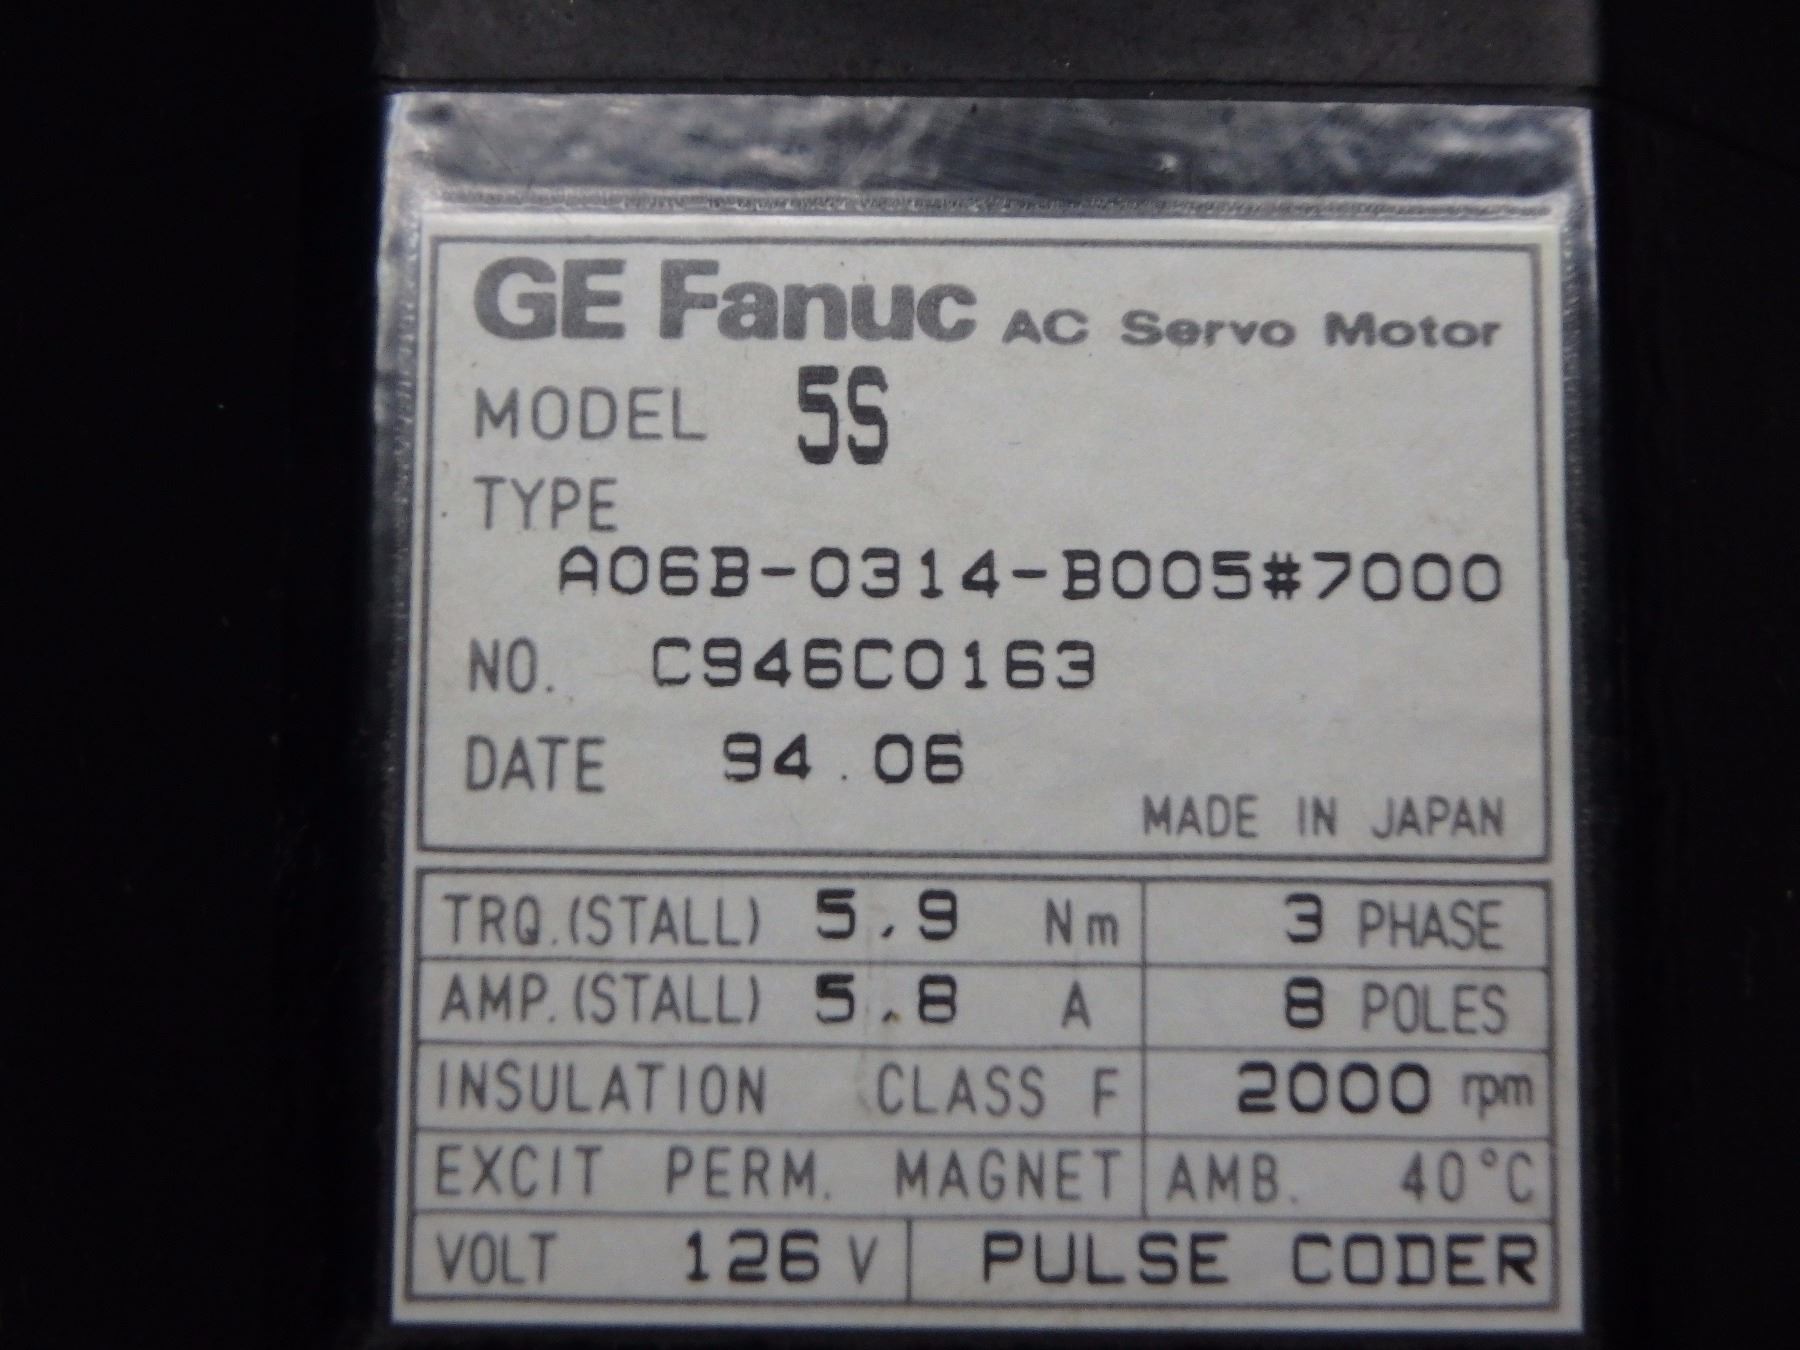 GE Fanuc AC Servo Motor
MODEL 5S
TYPE
A06B-0314-B005#7000
NO. C946C0163
DATE 94.06
MADE IN JAPAN
TRQ.(STALL) 5.9 Nm 3 PHASE
AMP.(STALL) 5.8 A 8 POLES
INSULATION CLASS F 2000 rpm
EXCIT PERM. MAGNET AMB. 40°C
VOLT 126 V PULSE CODER